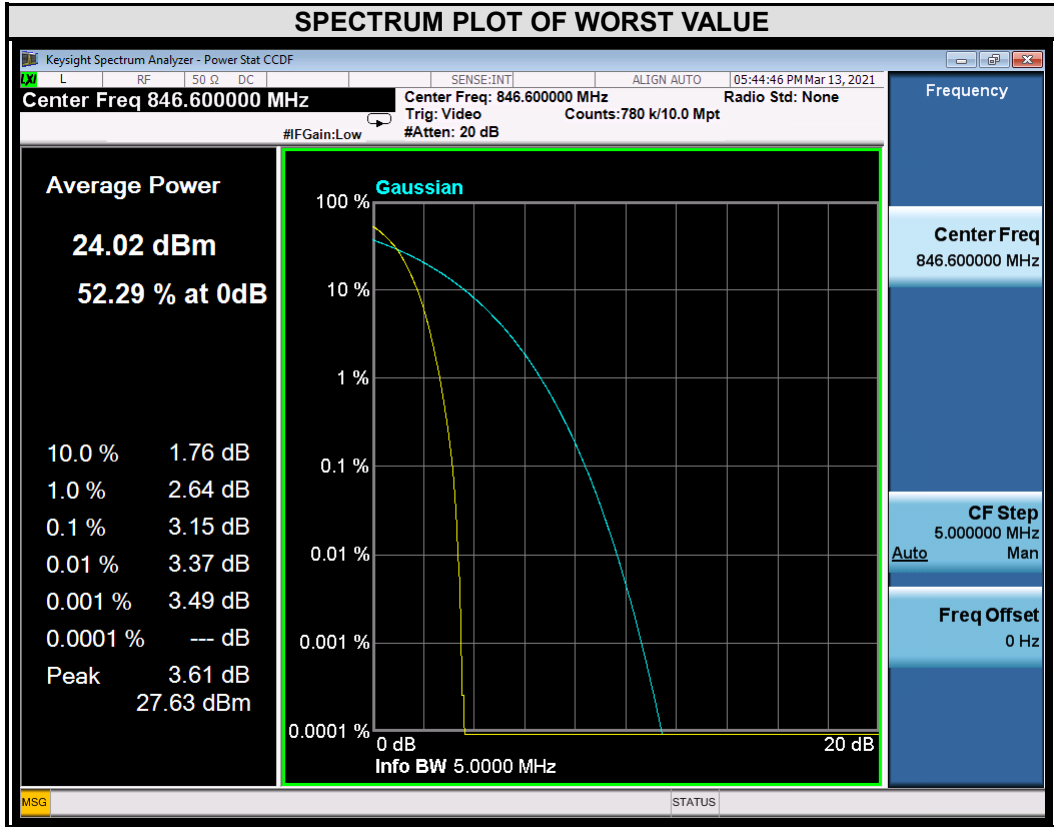 SPECTRUM PLOT OF WORST VALUE
Keysight Spectrum Analyzer - Power Stat CCDF
LXI L RF 50 Ω DC SENSE:INT ALIGN AUTO 05:44:46 PM Mar 13, 2021
Center Freq 846.600000 MHz
Center Freq: 846.600000 MHz Radio Std: None
Trig: Video Counts:780 k/10.0 Mpt
#IFGain:Low #Atten: 20 dB
Average Power
24.02 dBm
52.29 % at 0dB
10.0 % 1.76 dB
1.0 % 2.64 dB
0.1 % 3.15 dB
0.01 % 3.37 dB
0.001 % 3.49 dB
0.0001 % --- dB
Peak 3.61 dB
27.63 dBm
Gaussian
100 %
10 %
1 %
0.1 %
0.01 %
0.001 %
0.0001 %
0 dB 20 dB
Info BW 5.0000 MHz
Frequency
Center Freq
846.600000 MHz
CF Step
5.000000 MHz
Auto Man
Freq Offset
0 Hz
MSG STATUS